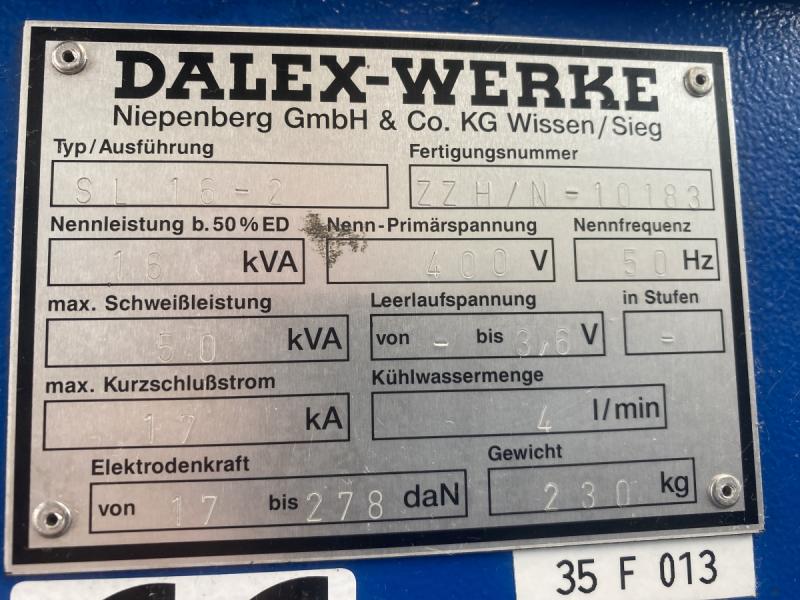 DALEX-WERKE
Niepenberg GmbH & Co. KG Wissen/Sieg
Typ/Ausführung Fertigungsnummer
SL 16-2 ZZH/N-10183
Nennleistung b. 50% ED Nenn-Primärspannung Nennfrequenz
16 kVA 400 V 50 Hz
max. Schweißleistung Leerlaufspannung in Stufen
50 kVA von - bis 3,6 V -
max. Kurzschlußstrom Kühlwassermenge
17 kA 4 l/min
Elektrodenkraft Gewicht
von 17 bis 278 daN 230 kg
35 F 013